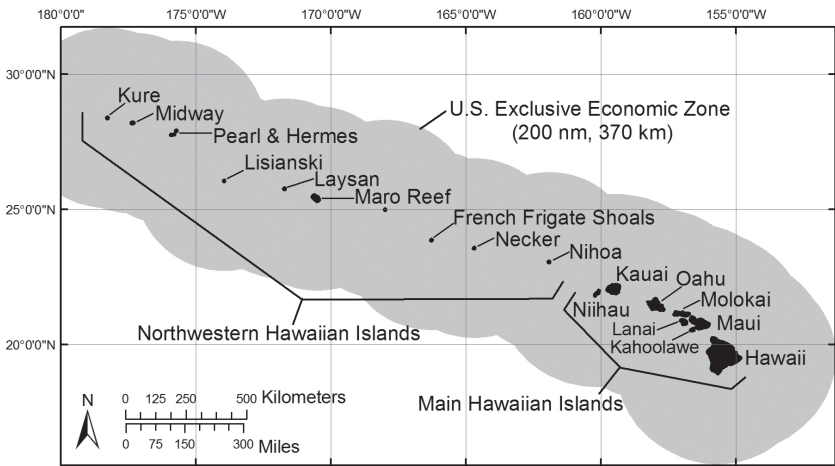 180°0'0" 175°0'0"W 170°0'0"W 165°0'0"W 160°0'0"W 155°0'0"W
30°0'0"N
Kure
Midway
U.S. Exclusive Economic Zone
(200 nm, 370 km)
Pearl & Hermes
Lisianski
Laysan
Maro Reef
25°0'0"N
French Frigate Shoals
Necker
Nihoa
Kauai
Oahu
Niihau
Molokai
Lanai
Maui
Kahoolawe
20°0'0"N
Northwestern Hawaiian Islands
Hawaii
Main Hawaiian Islands
N
0 125 250 500 Kilometers
0 75 150 300 Miles